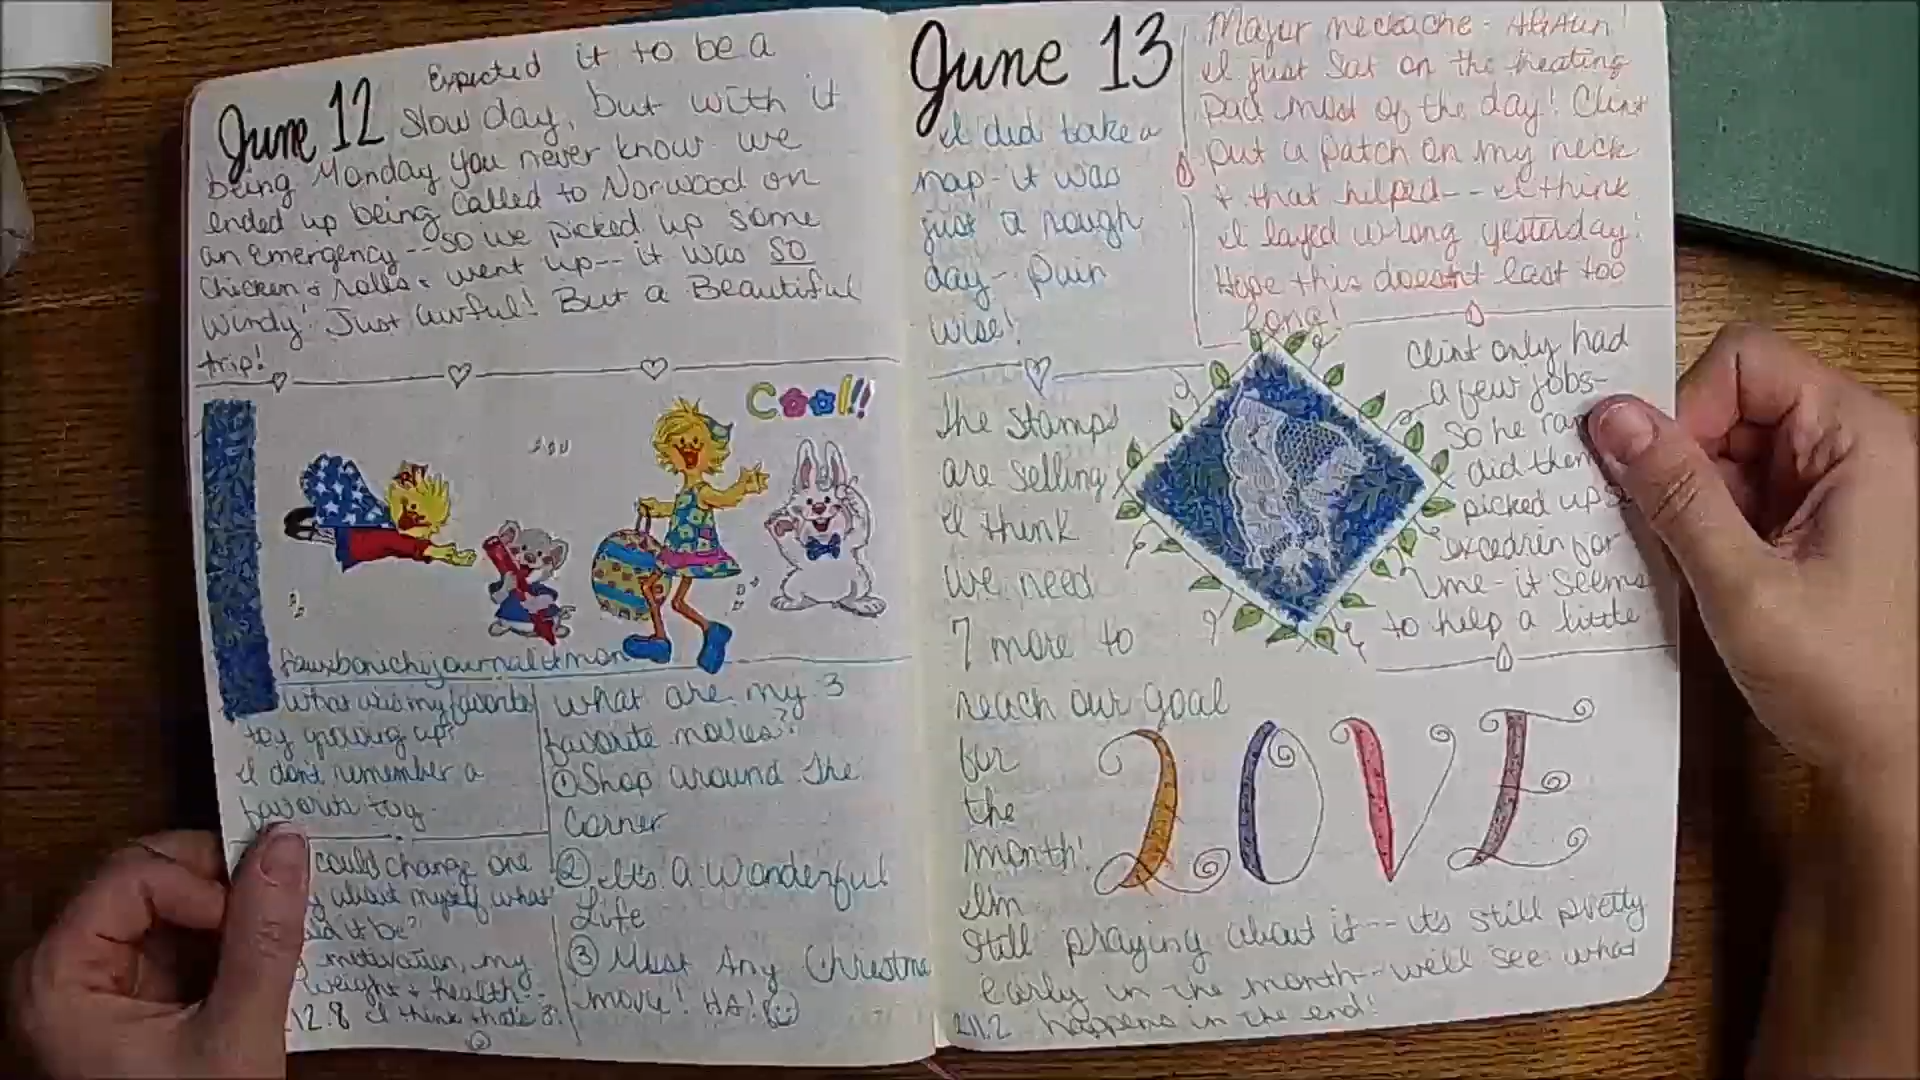 June 12
Expected it to be a
slow day, but with it
being Monday you never know. we
ended up being called to Norwood on
an Emergency -- so we picked up some
Chicken & rolls & went up -- it was SO
windy! Just awful! But a Beautiful
trip!
Cool!!
what was my favorite
toy growing up?
I don't remember a
favorite toy
could change one
about myself what
it be?
motivation, my
weight & health --
I think that's 3.
what are my 3
favorite movies?
① Shop Around The
Corner
② It's A Wonderful
Life
③ Most Any Christma
movie! HA!
June 13
I did take a
nap - it was
just a rough
day - Pain
wise!
Major neckache - AGAIN!
I just Sat on the heating
pad most of the day! Clint
put a patch on my neck
& that helped -- I think
I layed wrong yesterday!
Hope this doesn't last too
long!
Clint only had
a few jobs -
So he ran
did them
picked up
excedrin for
me - it seems
to help a little
The stamps
are selling
I think
we need
7 more to
reach our goal
for
the
month!
I'm
still praying about it -- it's still pretty
early in the month -- we'll see what
happens in the end!
LOVE